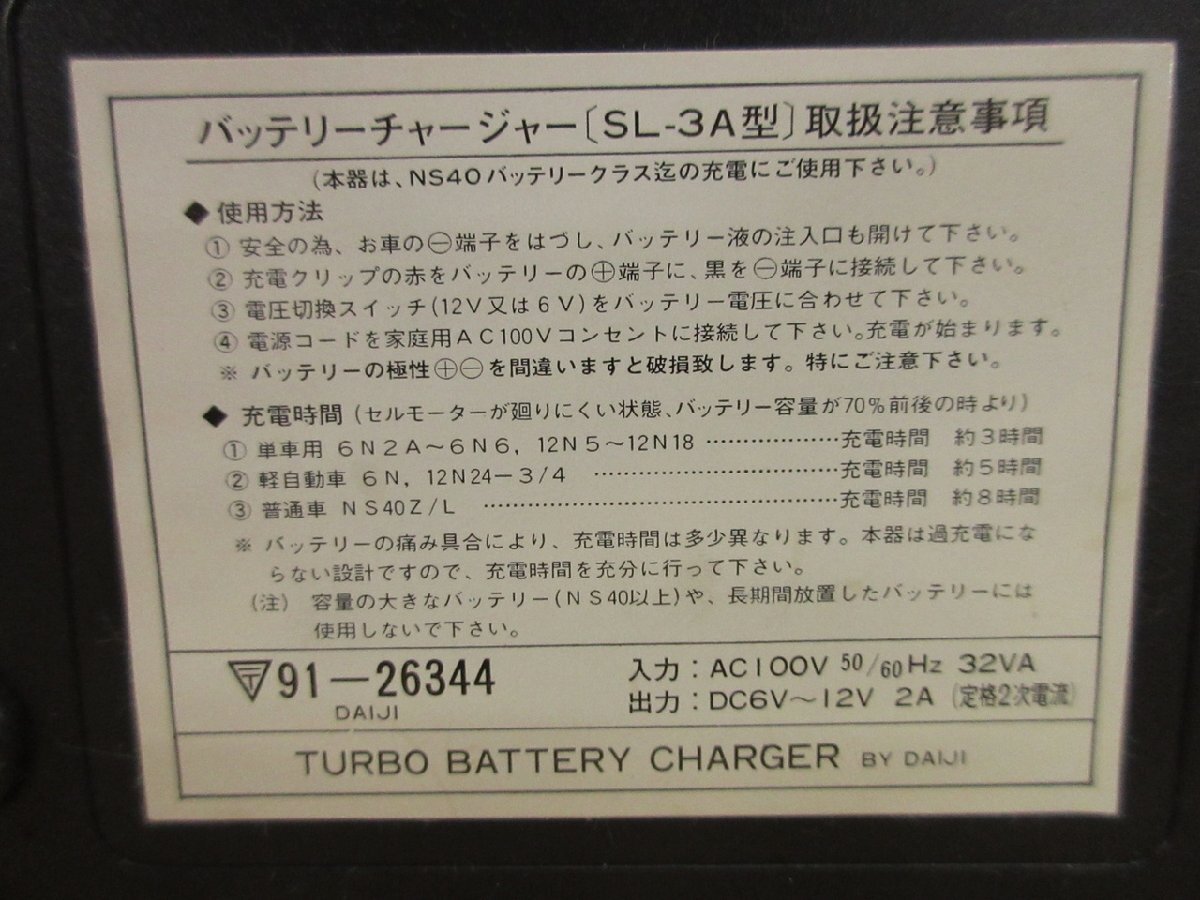 バッテリーチャージャー〔SL-3A型〕取扱注意事項
(本器は、NS40バッテリークラス迄の充電にご使用下さい。)
◆ 使用方法
① 安全の為、お車の㊀端子をはづし、バッテリー液の注入口も開けて下さい。
② 充電クリップの赤をバッテリーの⊕端子に、黒を㊀端子に接続して下さい。
③ 電圧切換スイッチ(12V又は6V)をバッテリー電圧に合わせて下さい。
④ 電源コードを家庭用AC100Vコンセントに接続して下さい。充電が始まります。
※ バッテリーの極性⊕㊀を間違いますと破損致します。特にご注意下さい。
◆ 充電時間(セルモーターが廻りにくい状態、バッテリー容量が70%前後の時より)
① 単車用 6N2A〜6N6, 12N5〜12N18 ……………充電時間 約3時間
② 軽自動車 6N, 12N24−3/4 ……………………充電時間 約5時間
③ 普通車 NS40Z/L ………………………………充電時間 約8時間
※ バッテリーの痛み具合により、充電時間は多少異なります。本器は過充電にな
らない設計ですので、充電時間を充分に行って下さい。
(注) 容量の大きなバッテリー(NS40以上)や、長期間放置したバッテリーには
使用しないで下さい。
91−26344
DAIJI
入力：AC100V 50/60Hz 32VA
出力：DC6V〜12V 2A (定格2次電流)
TURBO BATTERY CHARGER BY DAIJI